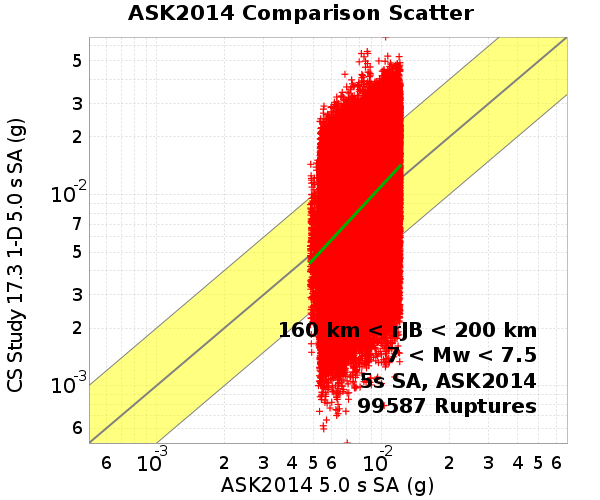 ASK2014 Comparison Scatter
CS Study 17.3 1-D 5.0 s SA (g)
5
3
2
10-2
7
5
3
2
10-3
6
160 km < rJB < 200 km
7 < Mw < 7.5
5s SA, ASK2014
99587 Ruptures
6 10-3 2 3 4 5 6 10-2 2 3 4 5 6
ASK2014 5.0 s SA (g)